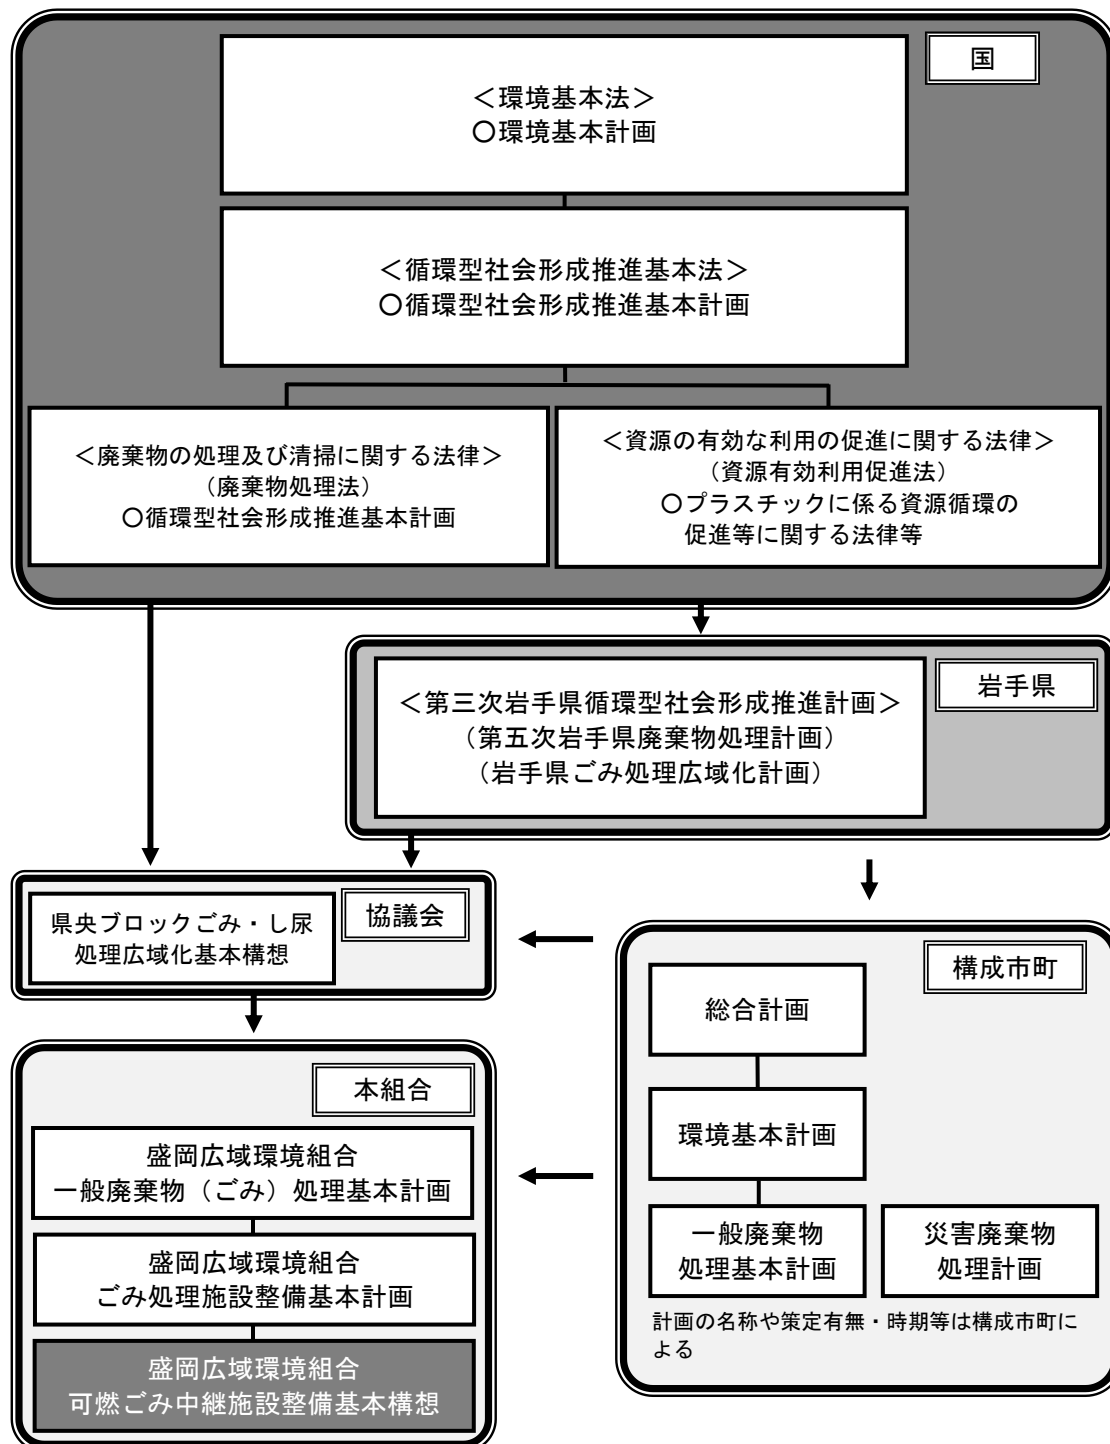 国
＜環境基本法＞
〇環境基本計画
＜循環型社会形成推進基本法＞
〇循環型社会形成推進基本計画
＜廃棄物の処理及び清掃に関する法律＞
（廃棄物処理法）
〇循環型社会形成推進基本計画
＜資源の有効な利用の促進に関する法律＞
（資源有効利用促進法）
〇プラスチックに係る資源循環の
促進等に関する法律等
岩手県
＜第三次岩手県循環型社会形成推進計画＞
（第五次岩手県廃棄物処理計画）
（岩手県ごみ処理広域化計画）
協議会
県央ブロックごみ・し尿
処理広域化基本構想
構成市町
総合計画
環境基本計画
一般廃棄物
処理基本計画
災害廃棄物
処理計画
計画の名称や策定有無・時期等は構成市町に
よる
本組合
盛岡広域環境組合
一般廃棄物（ごみ）処理基本計画
盛岡広域環境組合
ごみ処理施設整備基本計画
盛岡広域環境組合
可燃ごみ中継施設整備基本構想